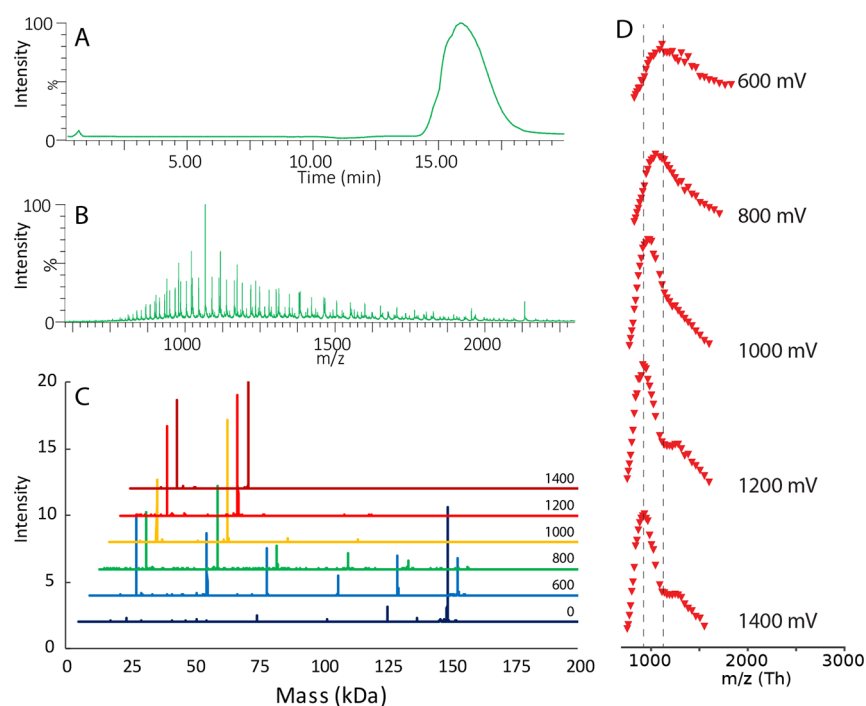 A
Intensity
%
100
0
5.00
10.00
15.00
Time (min)
B
Intensity
%
100
0
1000
1500
2000
m/z
C
Intensity
20
15
10
5
0
1400
1200
1000
800
600
0
0
25
50
75
100
125
150
175
200
Mass (kDa)
D
600 mV
800 mV
1000 mV
1200 mV
1400 mV
1000
2000
3000
m/z (Th)